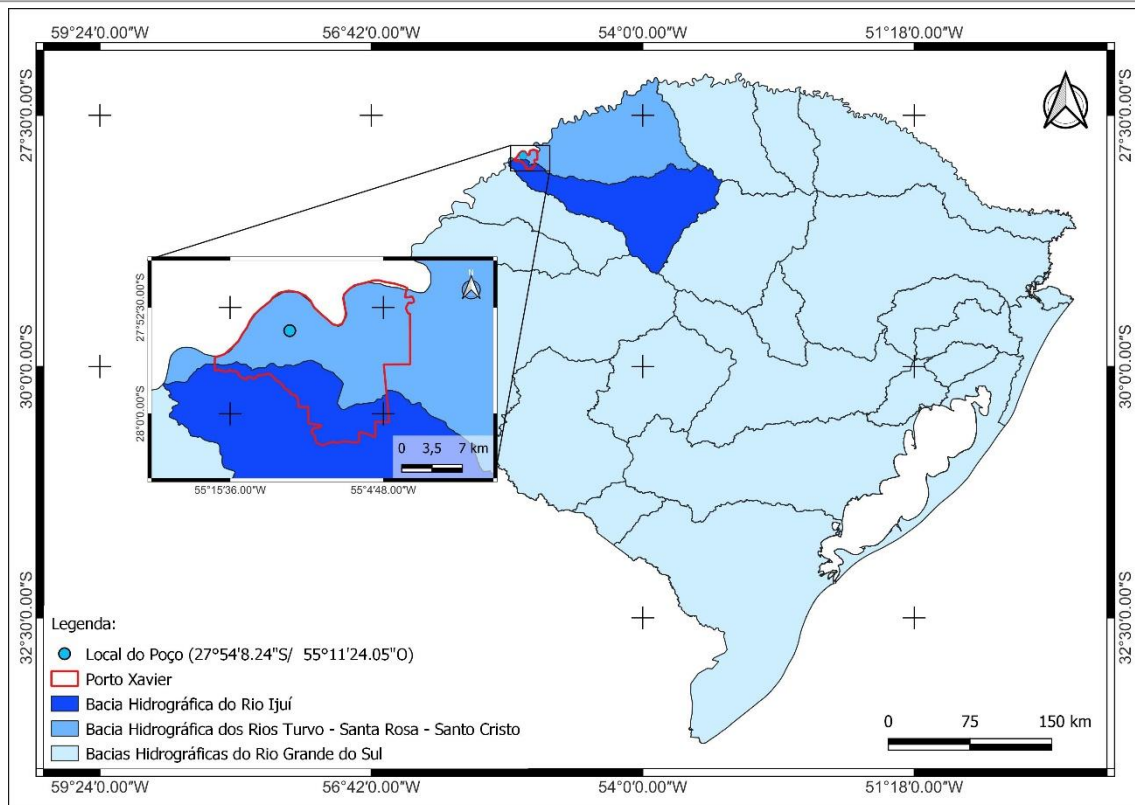 59°24'0.00"W 56°42'0.00"W 54°0'0.00"W 51°18'0.00"W
27°30'0.00"S 27°30'0.00"S
30°0'0.00"S 30°0'0.00"S
32°30'0.00"S 32°30'0.00"S
N
27°52'30.00"S
28°0'0.00"S
0 3,5 7 km
55°15'36.00"W 55°4'48.00"W
Legenda:
Local do Poço (27°54'8.24"S/ 55°11'24.05"O)
Porto Xavier
Bacia Hidrográfica do Rio Ijuí
Bacia Hidrográfica dos Rios Turvo - Santa Rosa - Santo Cristo
Bacias Hidrográficas do Rio Grande do Sul
0 75 150 km
59°24'0.00"W 56°42'0.00"W 54°0'0.00"W 51°18'0.00"W